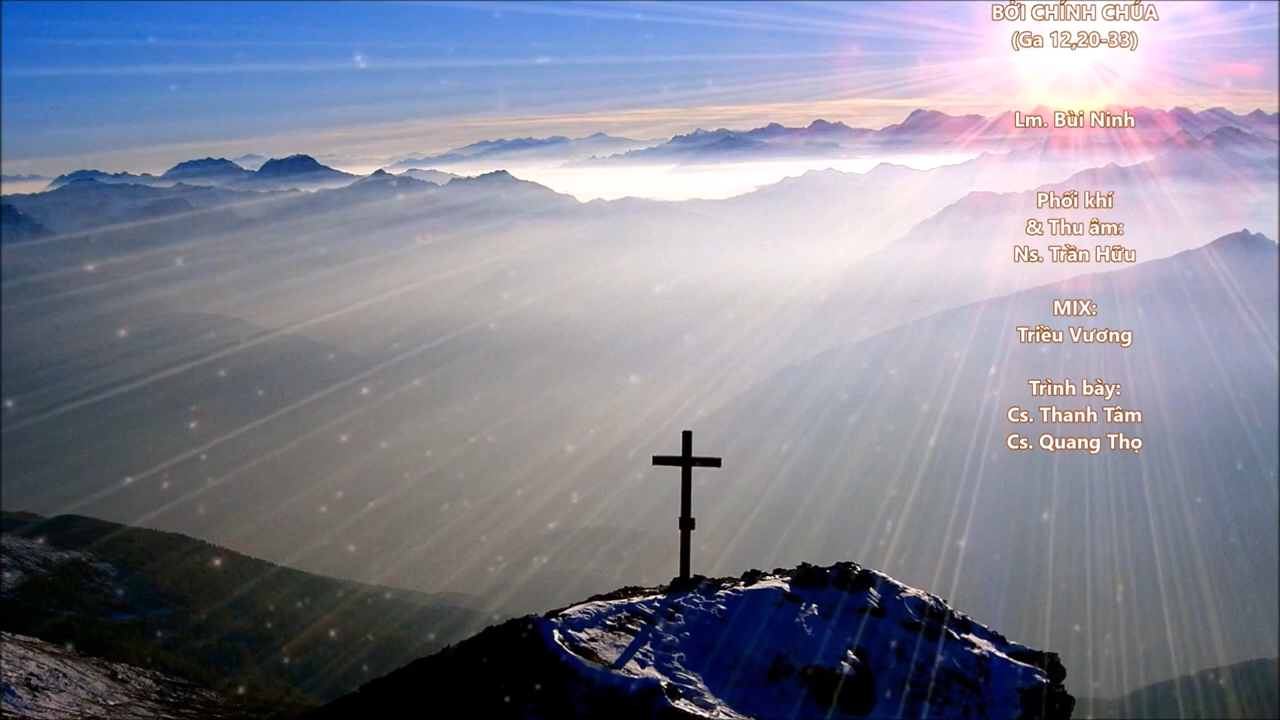 BỞI CHÍNH CHÚA
(Ga 12,20-33)
Lm. Bùi Ninh
Phối khí
& Thu âm:
Ns. Trần Hữu
MIX:
Triều Vương
Trình bày:
Cs. Thanh Tâm
Cs. Quang Thọ